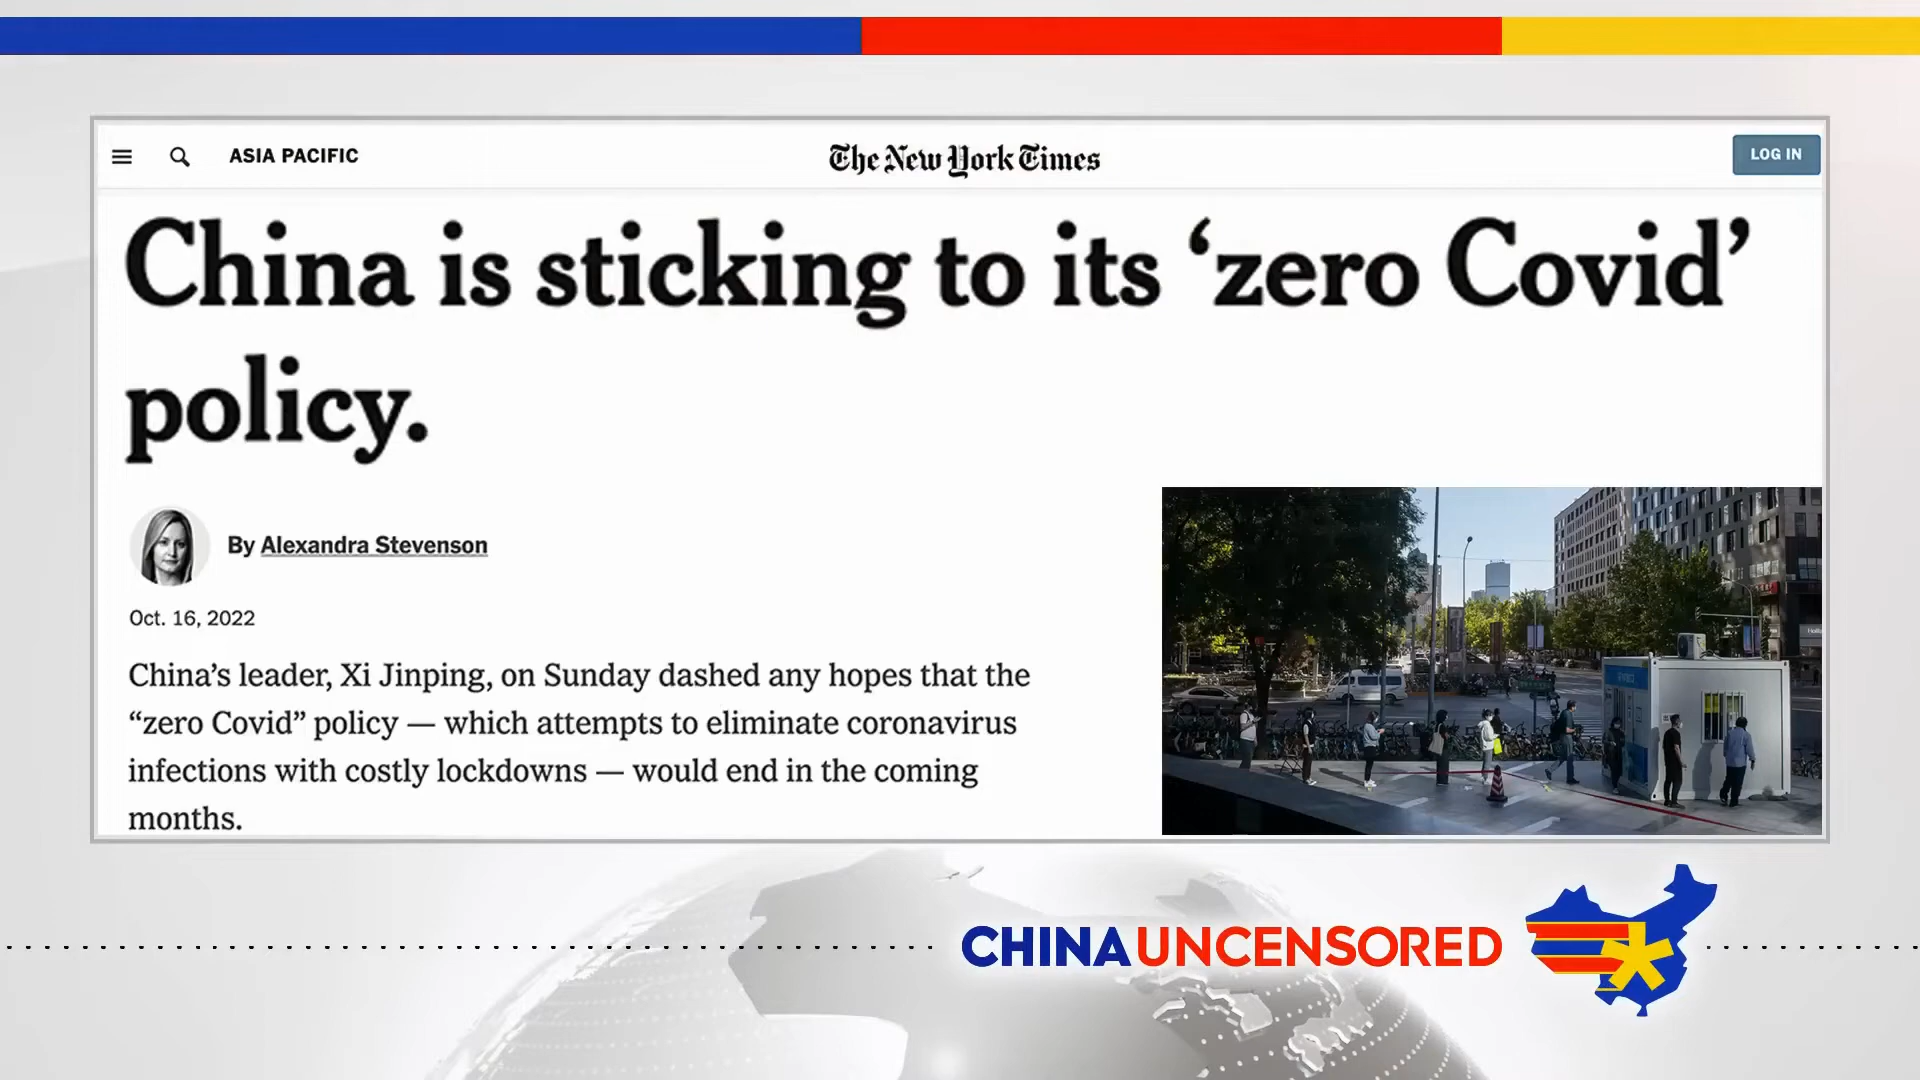 ASIA PACIFIC
The New York Times
LOG IN
China is sticking to its ‘zero Covid’
policy.
By Alexandra Stevenson
Oct. 16, 2022
China’s leader, Xi Jinping, on Sunday dashed any hopes that the
“zero Covid” policy — which attempts to eliminate coronavirus
infections with costly lockdowns — would end in the coming
months.
CHINA UNCENSORED